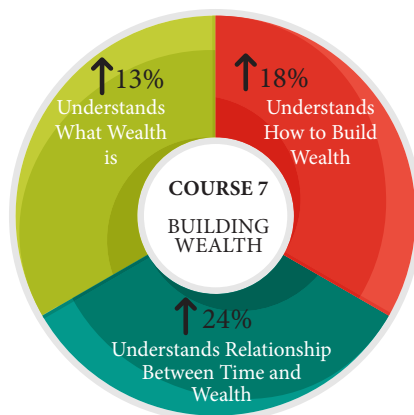 ↑13%
Understands
What Wealth
is
↑18%
Understands
How to Build
Wealth
COURSE 7
BUILDING
WEALTH
↑24%
Understands Relationship
Between Time and
Wealth